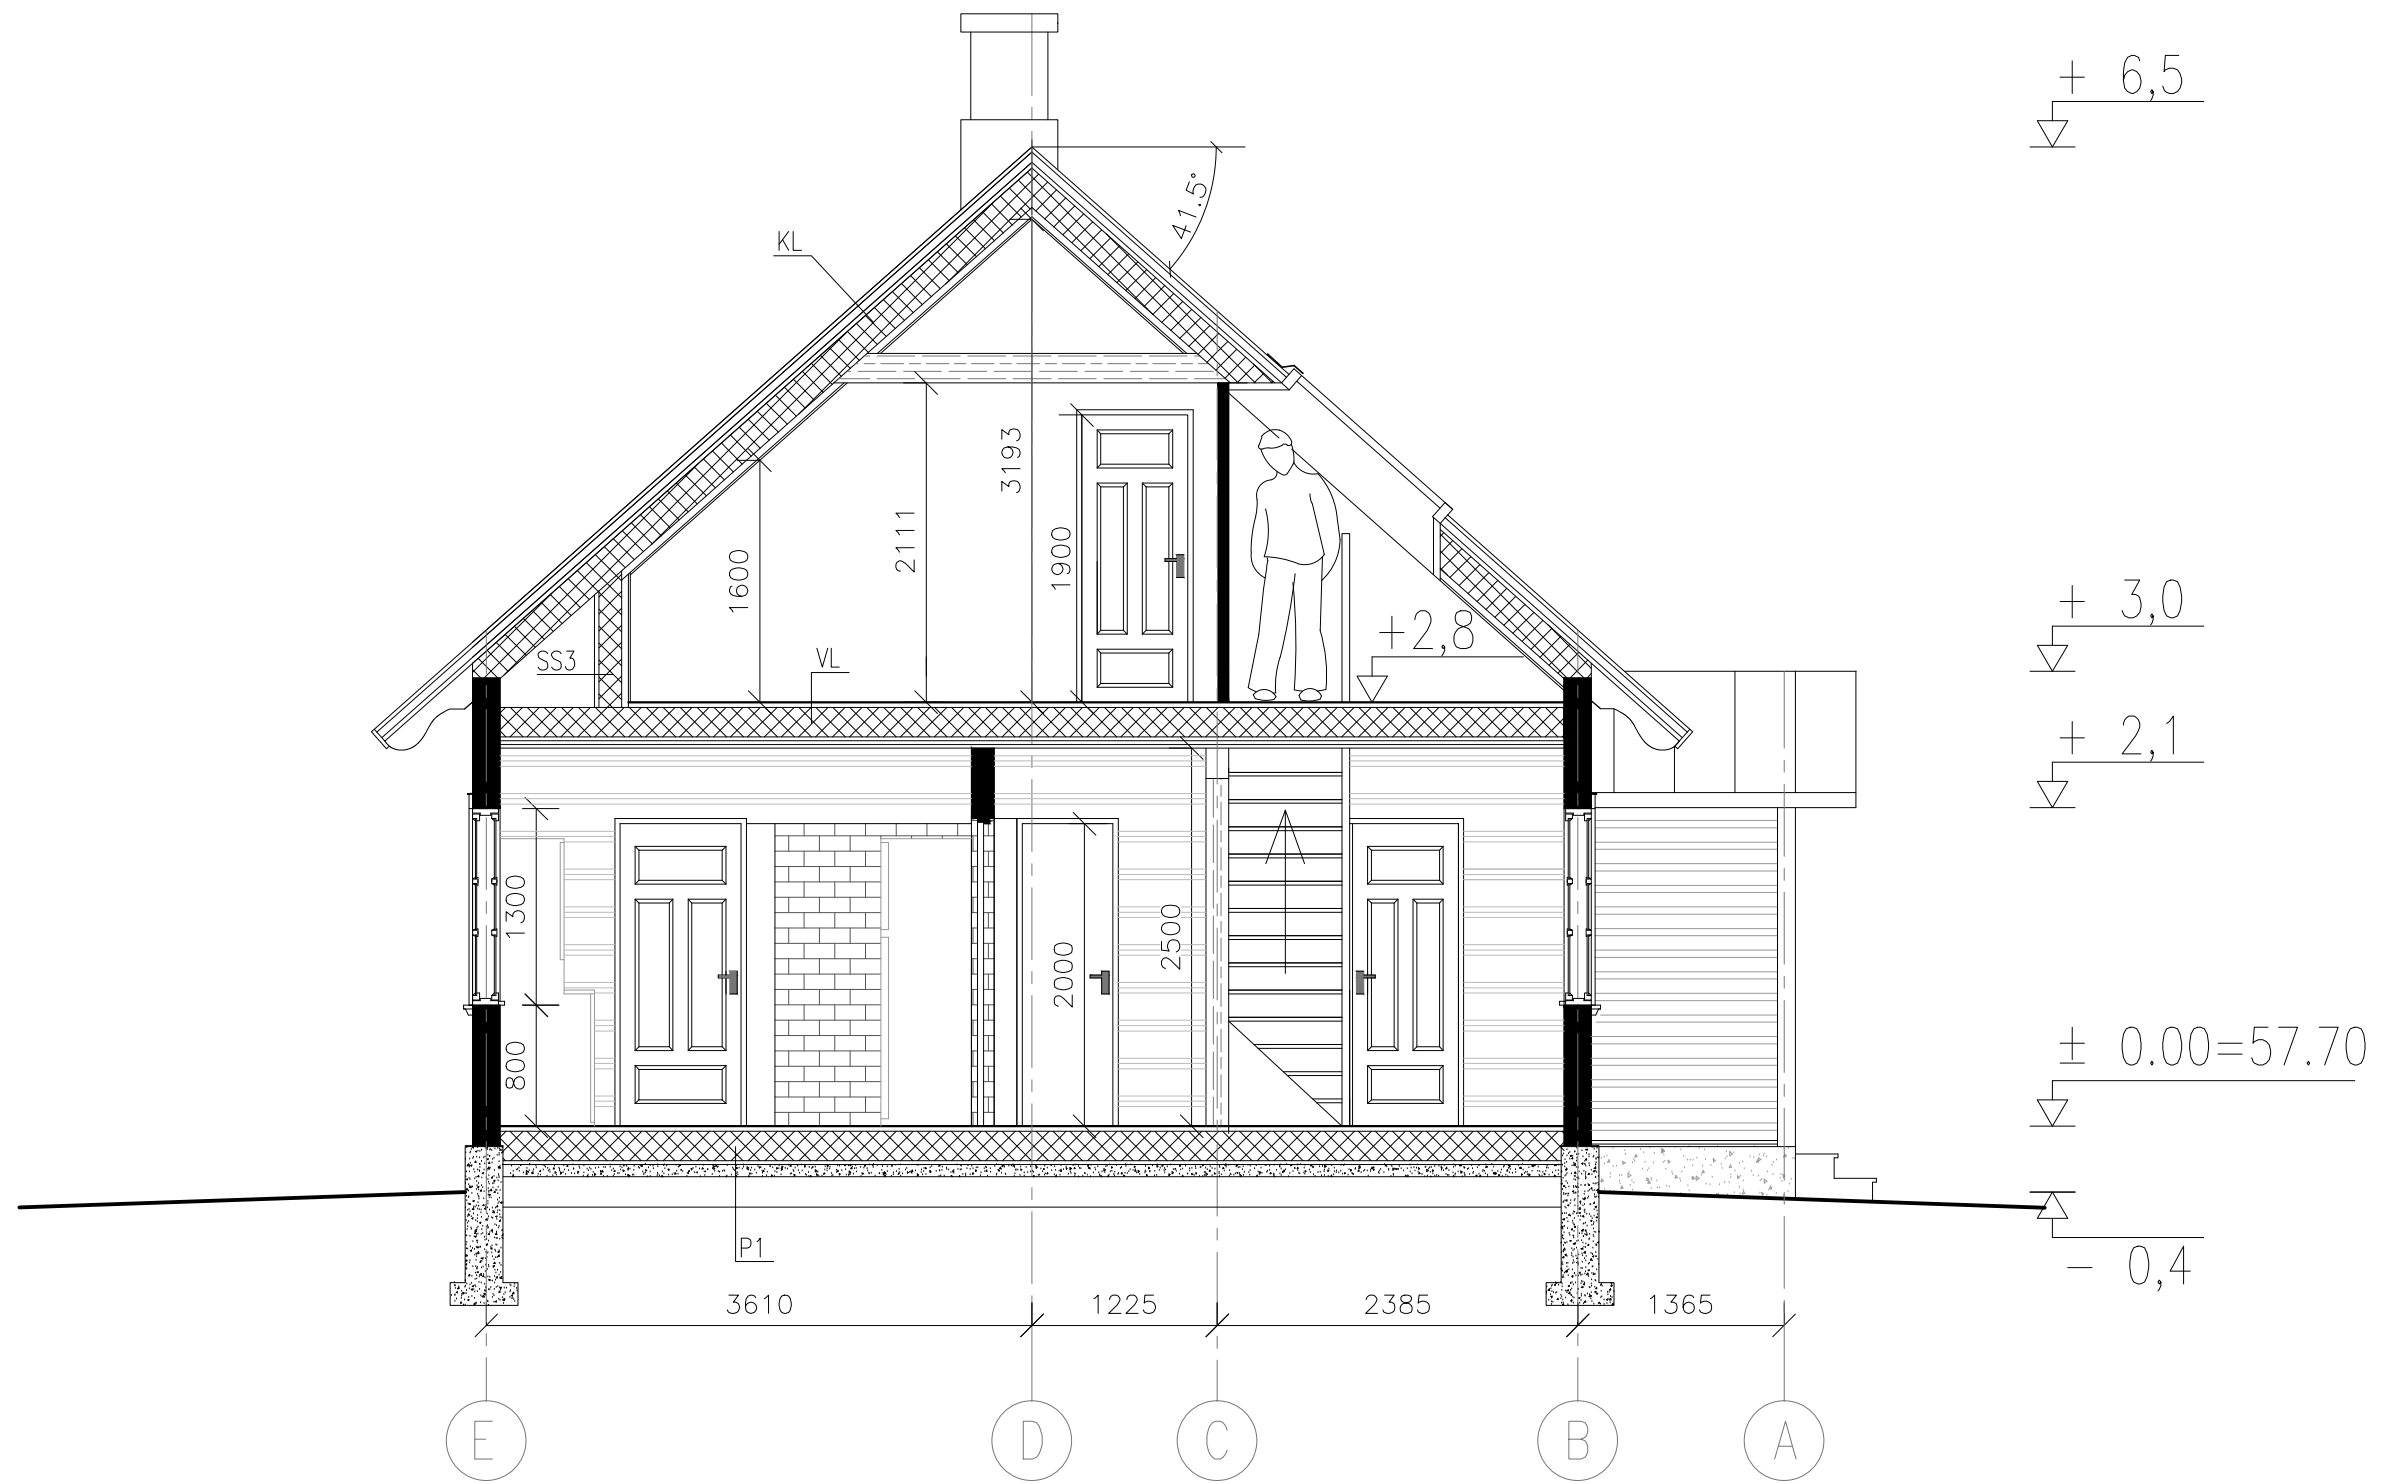 + 6,5
41.5°
KL
3193
2111
1900
1600
+ 3,0
+2,8
SS3
VL
+ 2,1
1300
2500
2000
800
± 0.00=57.70
P1
- 0,4
3610
1225
2385
1365
E
D
C
B
A